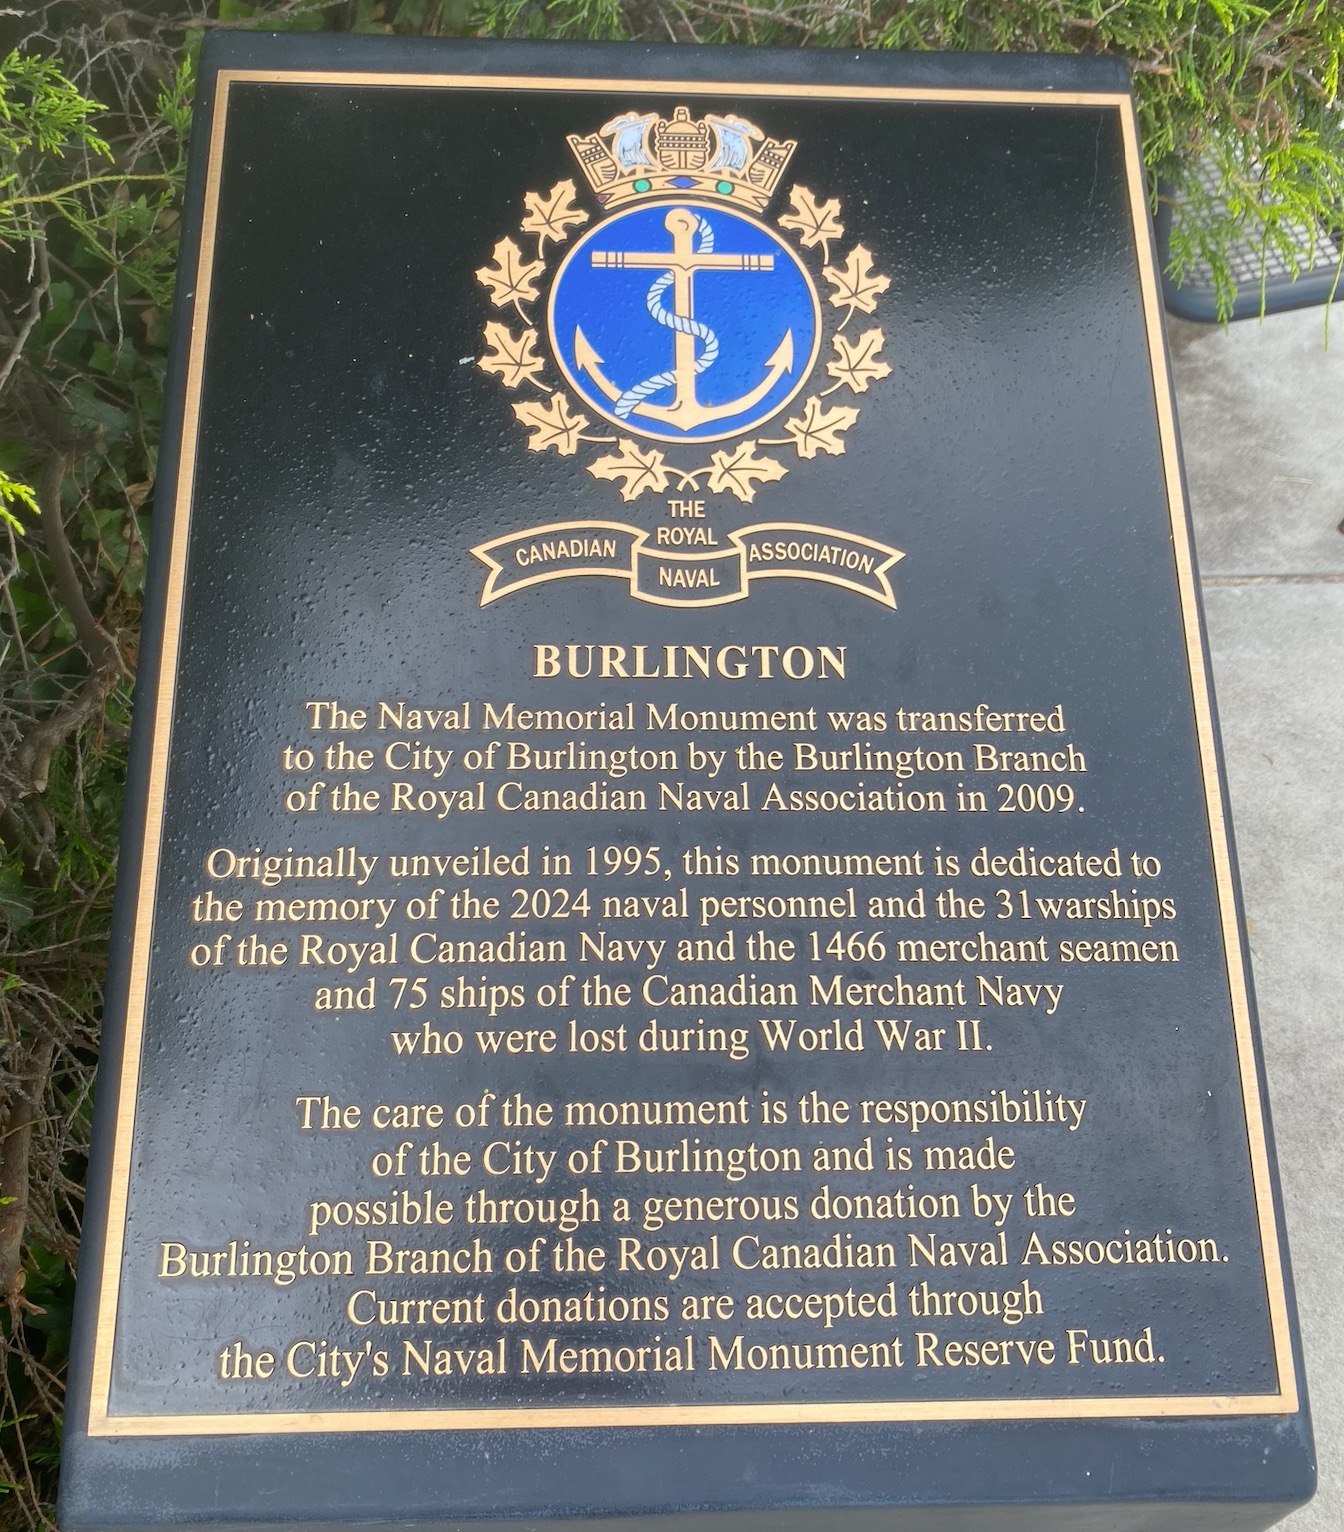 THE
ROYAL
CANADIAN NAVAL ASSOCIATION
BURLINGTON
The Naval Memorial Monument was transferred
to the City of Burlington by the Burlington Branch
of the Royal Canadian Naval Association in 2009.
Originally unveiled in 1995, this monument is dedicated to
the memory of the 2024 naval personnel and the 31warships
of the Royal Canadian Navy and the 1466 merchant seamen
and 75 ships of the Canadian Merchant Navy
who were lost during World War II.
The care of the monument is the responsibility
of the City of Burlington and is made
possible through a generous donation by the
Burlington Branch of the Royal Canadian Naval Association.
Current donations are accepted through
the City's Naval Memorial Monument Reserve Fund.